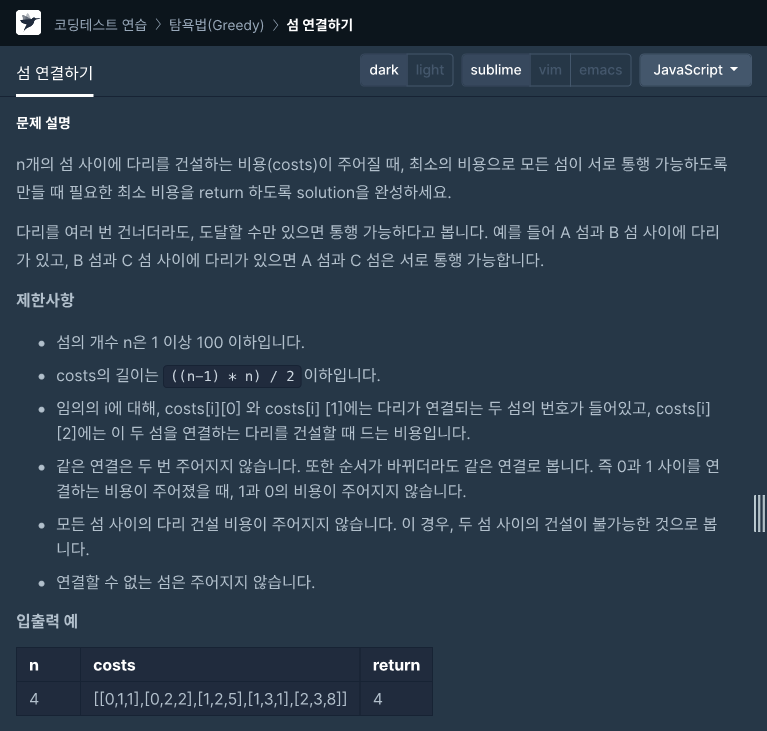 코딩테스트 연습 > 탐욕법(Greedy) > 섬 연결하기
섬 연결하기
dark light sublime vim emacs JavaScript
문제 설명
n개의 섬 사이에 다리를 건설하는 비용(costs)이 주어질 때, 최소의 비용으로 모든 섬이 서로 통행 가능하도록
만들 때 필요한 최소 비용을 return 하도록 solution을 완성하세요.
다리를 여러 번 건너더라도, 도달할 수만 있으면 통행 가능하다고 봅니다. 예를 들어 A 섬과 B 섬 사이에 다리
가 있고, B 섬과 C 섬 사이에 다리가 있으면 A 섬과 C 섬은 서로 통행 가능합니다.
제한사항
• 섬의 개수 n은 1 이상 100 이하입니다.
• costs의 길이는 ((n-1) * n) / 2 이하입니다.
• 임의의 i에 대해, costs[i][0] 와 costs[i] [1]에는 다리가 연결되는 두 섬의 번호가 들어있고, costs[i]
[2]에는 이 두 섬을 연결하는 다리를 건설할 때 드는 비용입니다.
• 같은 연결은 두 번 주어지지 않습니다. 또한 순서가 바뀌더라도 같은 연결로 봅니다. 즉 0과 1 사이를 연
결하는 비용이 주어졌을 때, 1과 0의 비용이 주어지지 않습니다.
• 모든 섬 사이의 다리 건설 비용이 주어지지 않습니다. 이 경우, 두 섬 사이의 건설이 불가능한 것으로 봅
니다.
• 연결할 수 없는 섬은 주어지지 않습니다.
입출력 예
n costs return
4 [[0,1,1],[0,2,2],[1,2,5],[1,3,1],[2,3,8]] 4